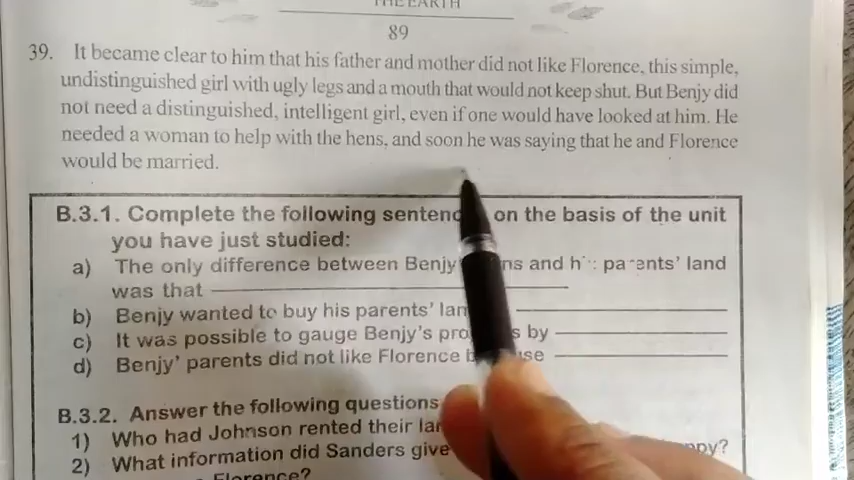 THE EARTH
89
39. It became clear to him that his father and mother did not like Florence, this simple,
undistinguished girl with ugly legs and a mouth that would not keep shut. But Benjy did
not need a distinguished, intelligent girl, even if one would have looked at him. He
needed a woman to help with the hens, and soon he was saying that he and Florence
would be married.
B.3.1. Complete the following sentenc on the basis of the unit
you have just studied:
a) The only difference between Benjy' ns and h parents' land
was that
b) Benjy wanted to buy his parents' lan
c) It was possible to gauge Benjy's pro s by
d) Benjy' parents did not like Florence b use
B.3.2. Answer the following questions
1) Who had Johnson rented their lan
2) What information did Sanders give ppy?
Florence?